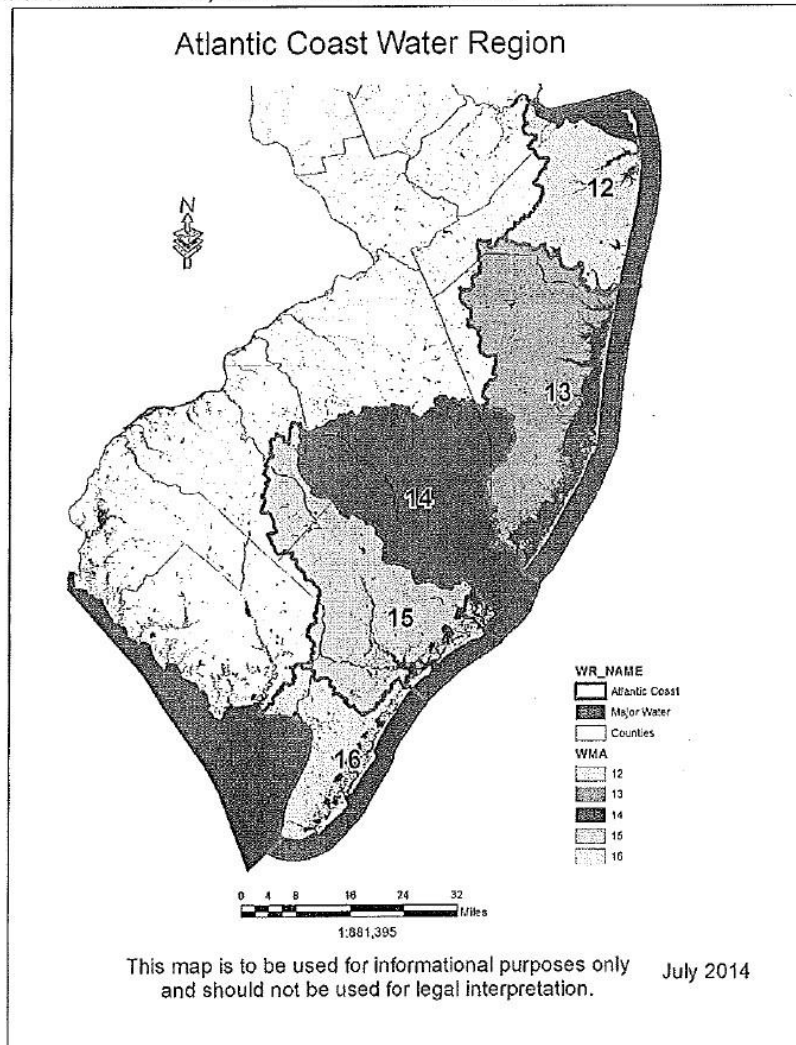 Atlantic Coast Water Region
N
12
13
14
15
16
WR_NAME
Atlantic Coast
Major Water
Counties
WMA
12
13
14
15
16
0 4 8 16 24 32
Miles
1:881,395
This map is to be used for informational purposes only
and should not be used for legal interpretation.
July 2014